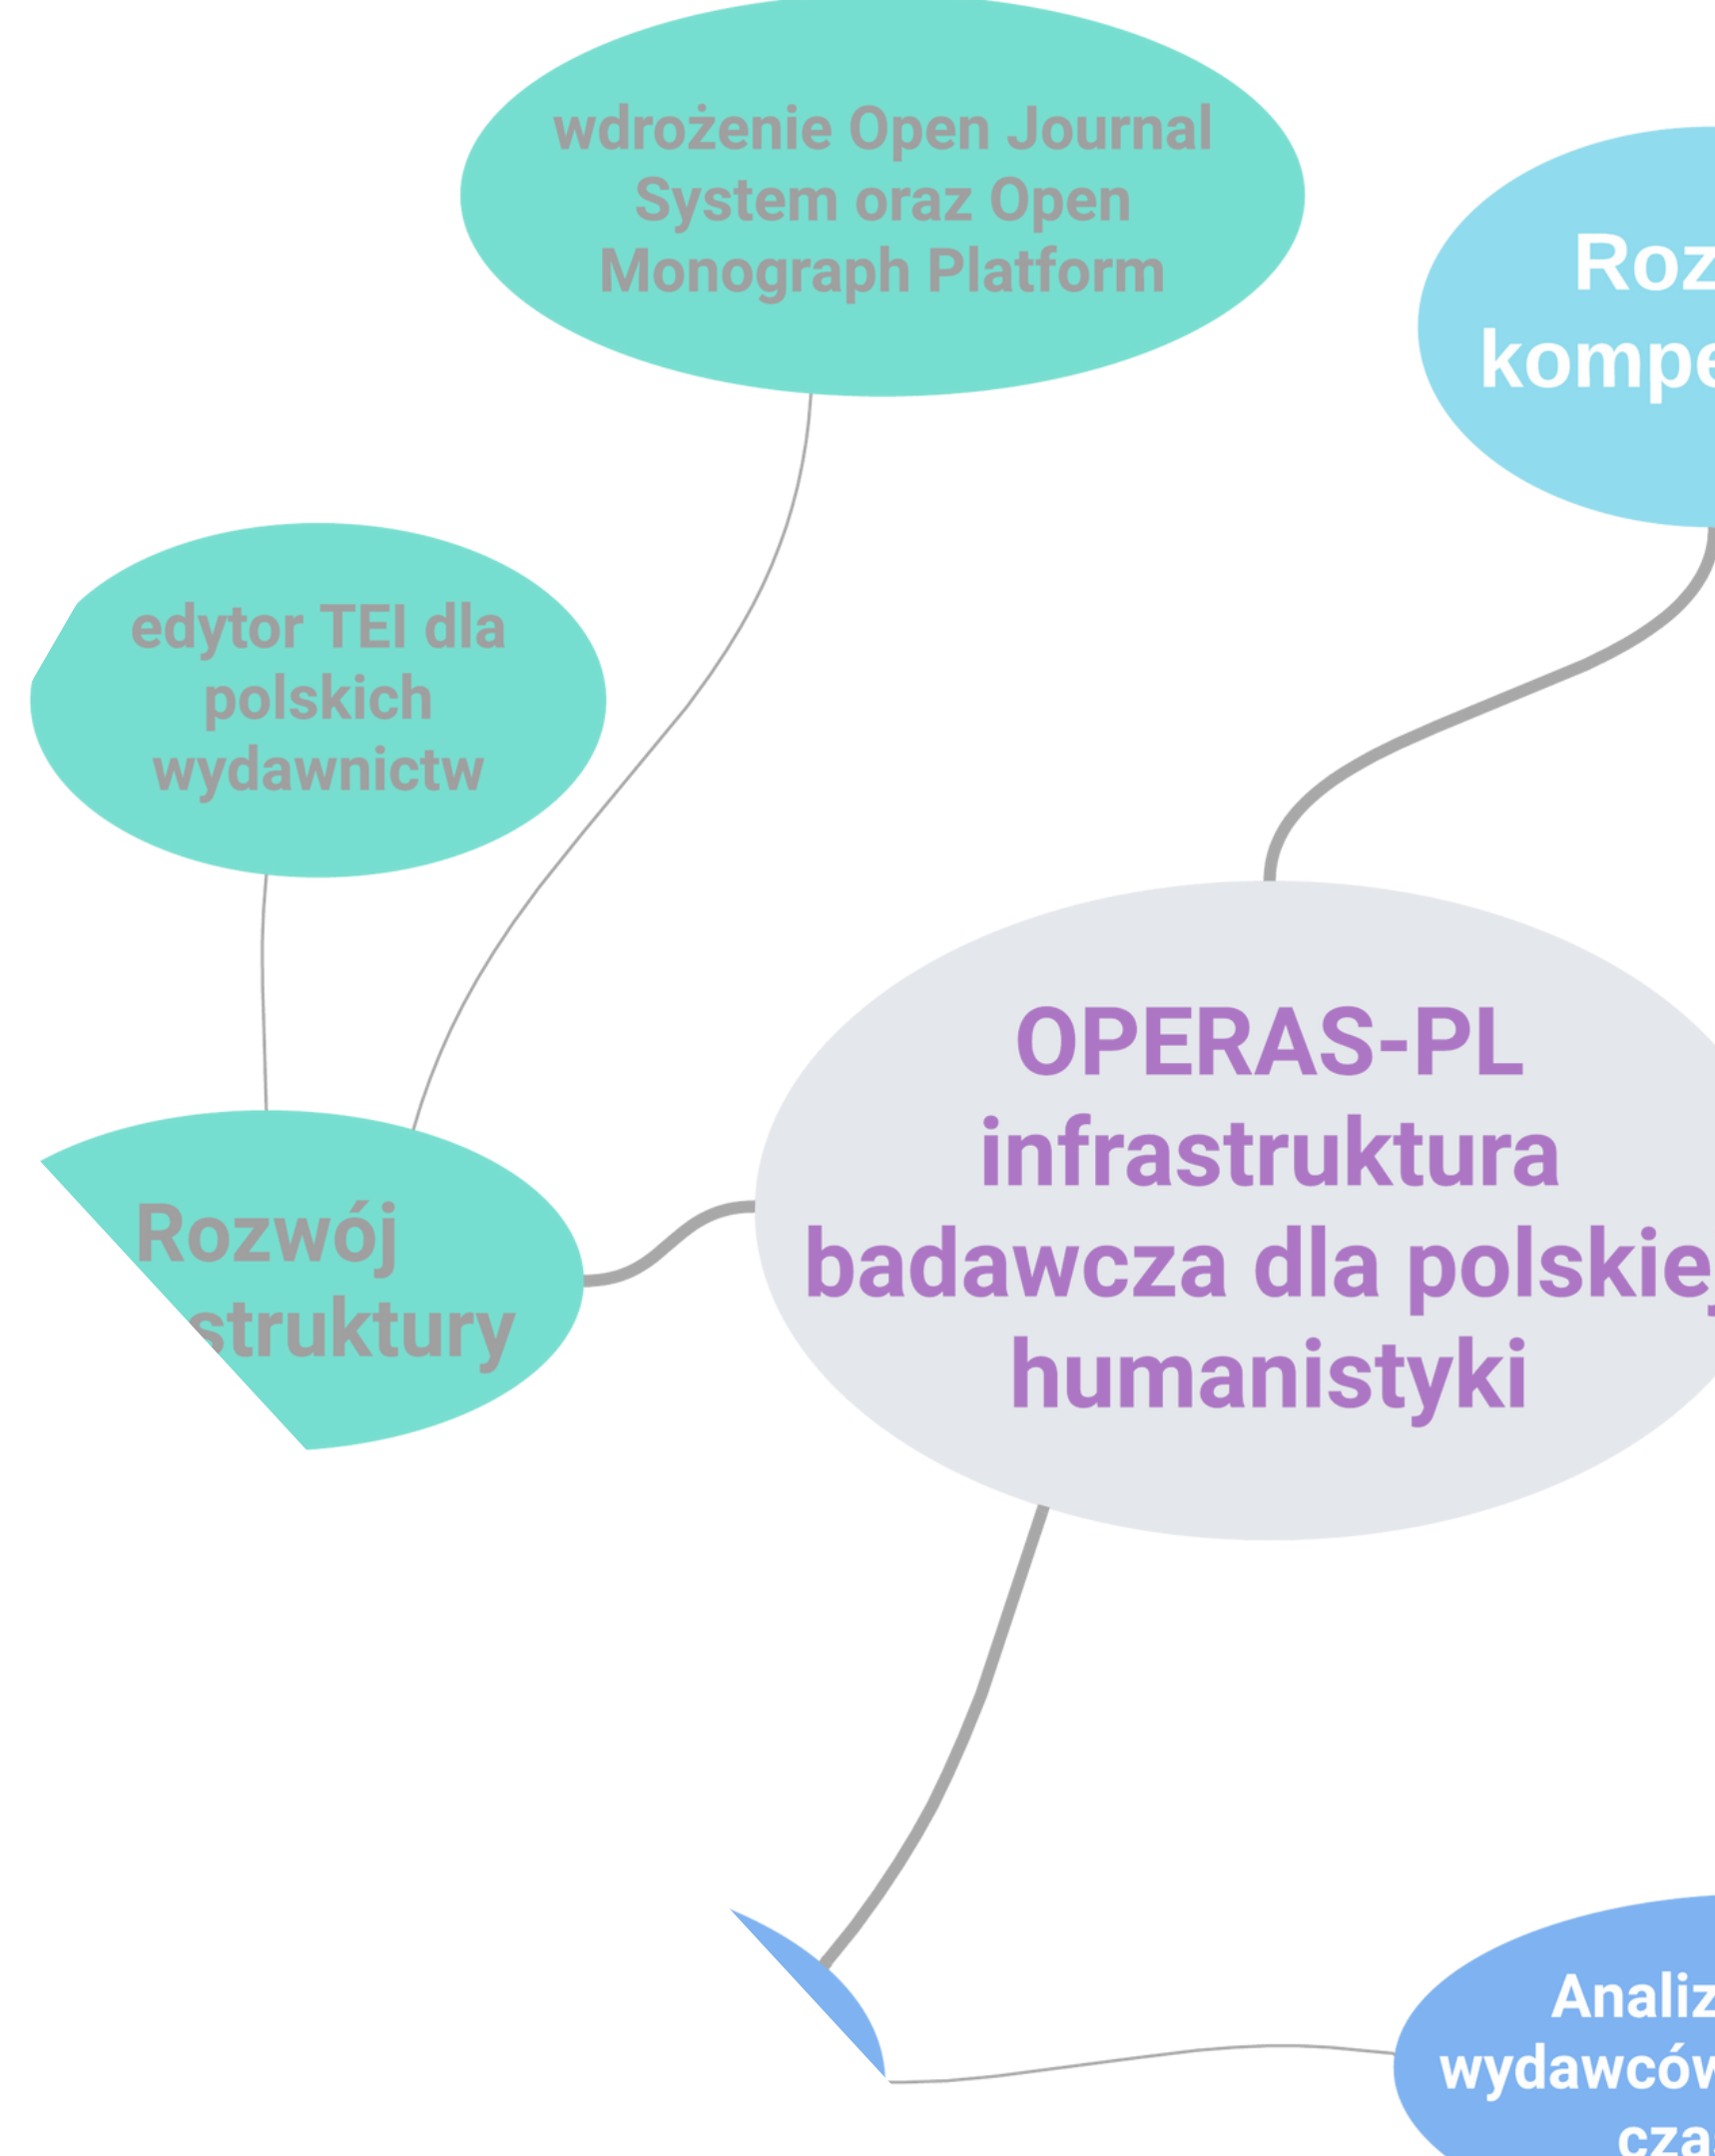 wdrożenie Open Journal
System oraz Open
Monograph Platform
edytor TEI dla
polskich
wydawnictw
Rozwój
OPERAS-PL
infrastruktura
badawcza dla polskiej
humanistyki